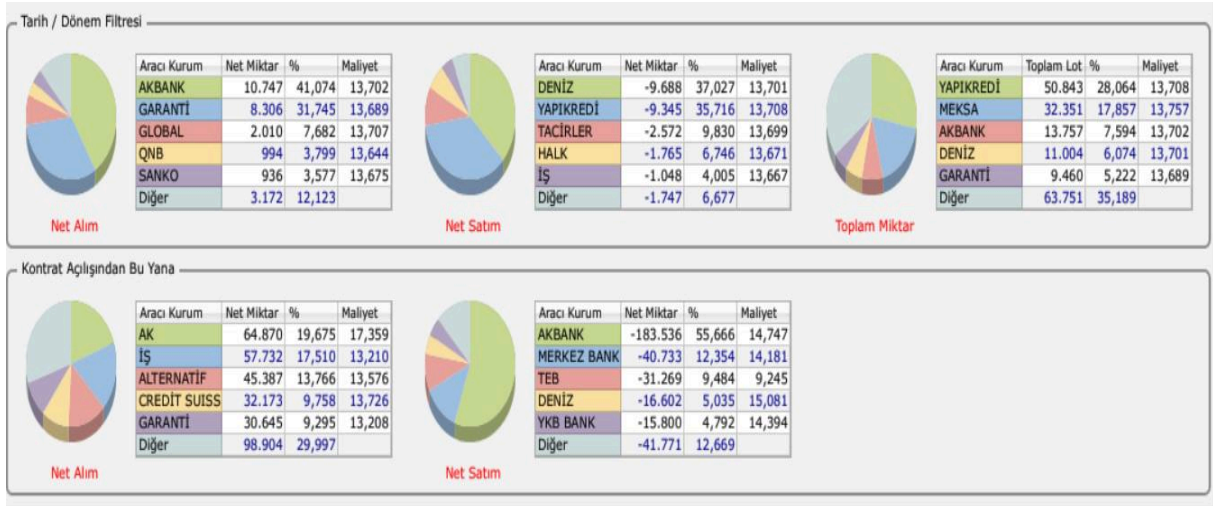 Tarih / Dönem Filtresi
Aracı Kurum Net Miktar % Maliyet
AKBANK 10.747 41,074 13,702
GARANTİ 8.306 31,745 13,689
GLOBAL 2.010 7,682 13,707
QNB 994 3,799 13,644
SANKO 936 3,577 13,675
Diğer 3.172 12,123
Net Alım
Aracı Kurum Net Miktar % Maliyet
DENİZ -9.688 37,027 13,701
YAPIKREDİ -9.345 35,716 13,708
TACİRLER -2.572 9,830 13,699
HALK -1.765 6,746 13,671
İŞ -1.048 4,005 13,667
Diğer -1.747 6,677
Net Satım
Aracı Kurum Toplam Lot % Maliyet
YAPIKREDİ 50.843 28,064 13,708
MEKSA 32.351 17,857 13,757
AKBANK 13.757 7,594 13,702
DENİZ 11.004 6,074 13,701
GARANTİ 9.460 5,222 13,689
Diğer 63.751 35,189
Toplam Miktar
Kontrat Açılışından Bu Yana
Aracı Kurum Net Miktar % Maliyet
AK 64.870 19,675 17,359
İŞ 57.732 17,510 13,210
ALTERNATİF 45.387 13,766 13,576
CREDİT SUISS 32.173 9,758 13,726
GARANTİ 30.645 9,295 13,208
Diğer 98.904 29,997
Net Alım
Aracı Kurum Net Miktar % Maliyet
AKBANK -183.536 55,666 14,747
MERKEZ BANK -40.733 12,354 14,181
TEB -31.269 9,484 9,245
DENİZ -16.602 5,035 15,081
YKB BANK -15.800 4,792 14,394
Diğer -41.771 12,669
Net Satım